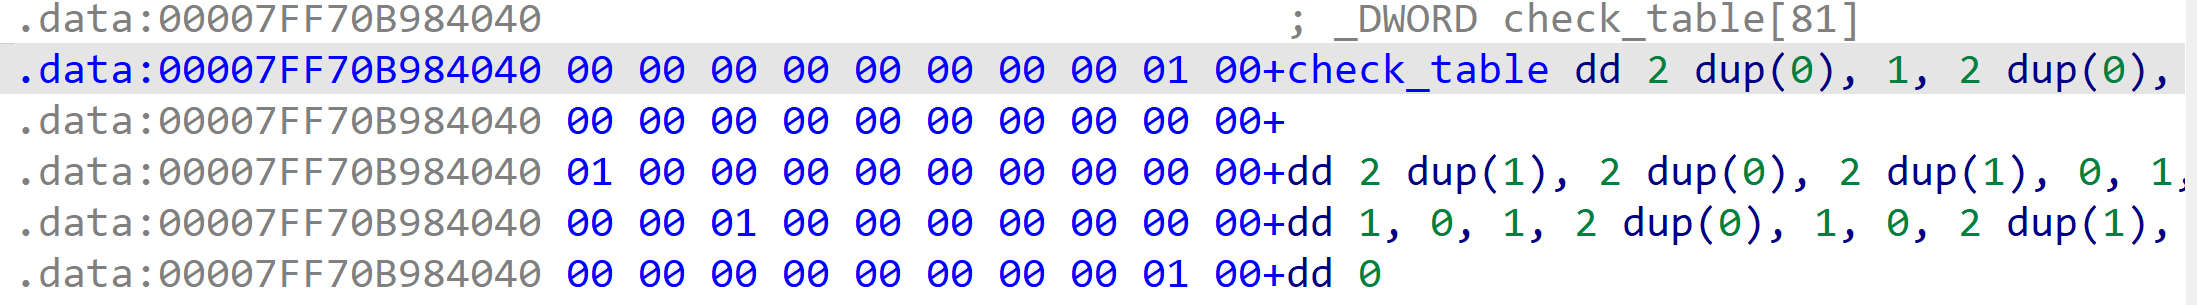 .data:00007FF70B984040 ; _DWORD check_table[81]
.data:00007FF70B984040 00 00 00 00 00 00 00 00 01 00+check_table dd 2 dup(0), 1, 2 dup(0),
.data:00007FF70B984040 00 00 00 00 00 00 00 00 00 00+
.data:00007FF70B984040 01 00 00 00 00 00 00 00 00 00+dd 2 dup(1), 2 dup(0), 2 dup(1), 0, 1,
.data:00007FF70B984040 00 00 01 00 00 00 00 00 00 00+dd 1, 0, 1, 2 dup(0), 1, 0, 2 dup(1),
.data:00007FF70B984040 00 00 00 00 00 00 00 00 01 00+dd 0